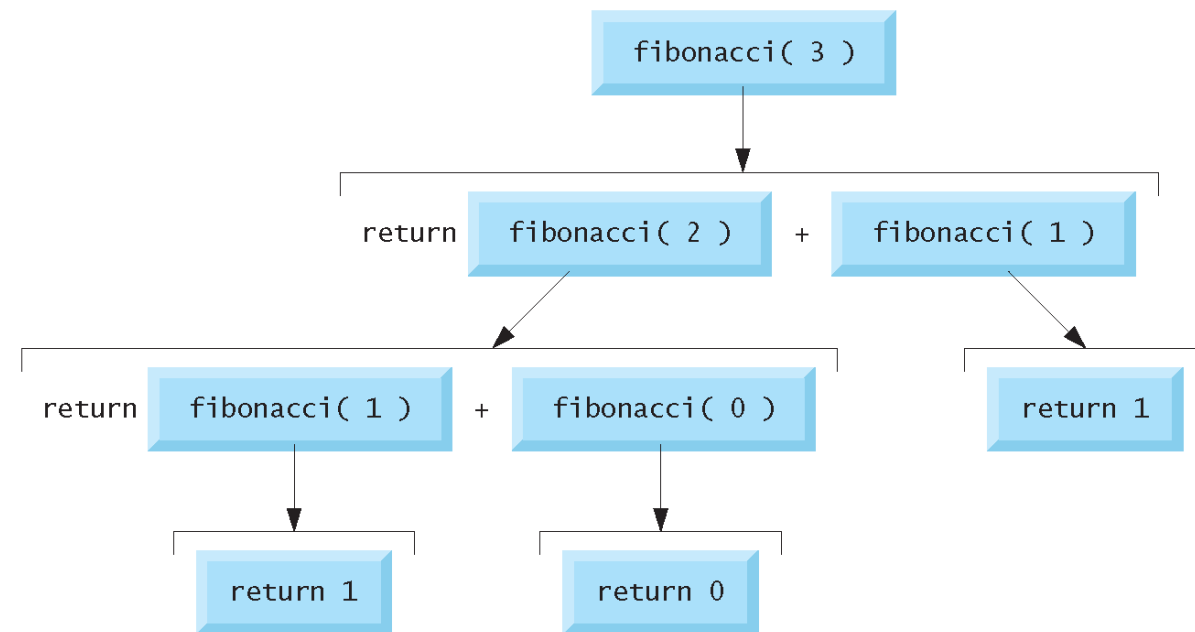 fibonacci( 3 )
return fibonacci( 2 ) + fibonacci( 1 )
return fibonacci( 1 ) + fibonacci( 0 ) return 1
return 1 return 0